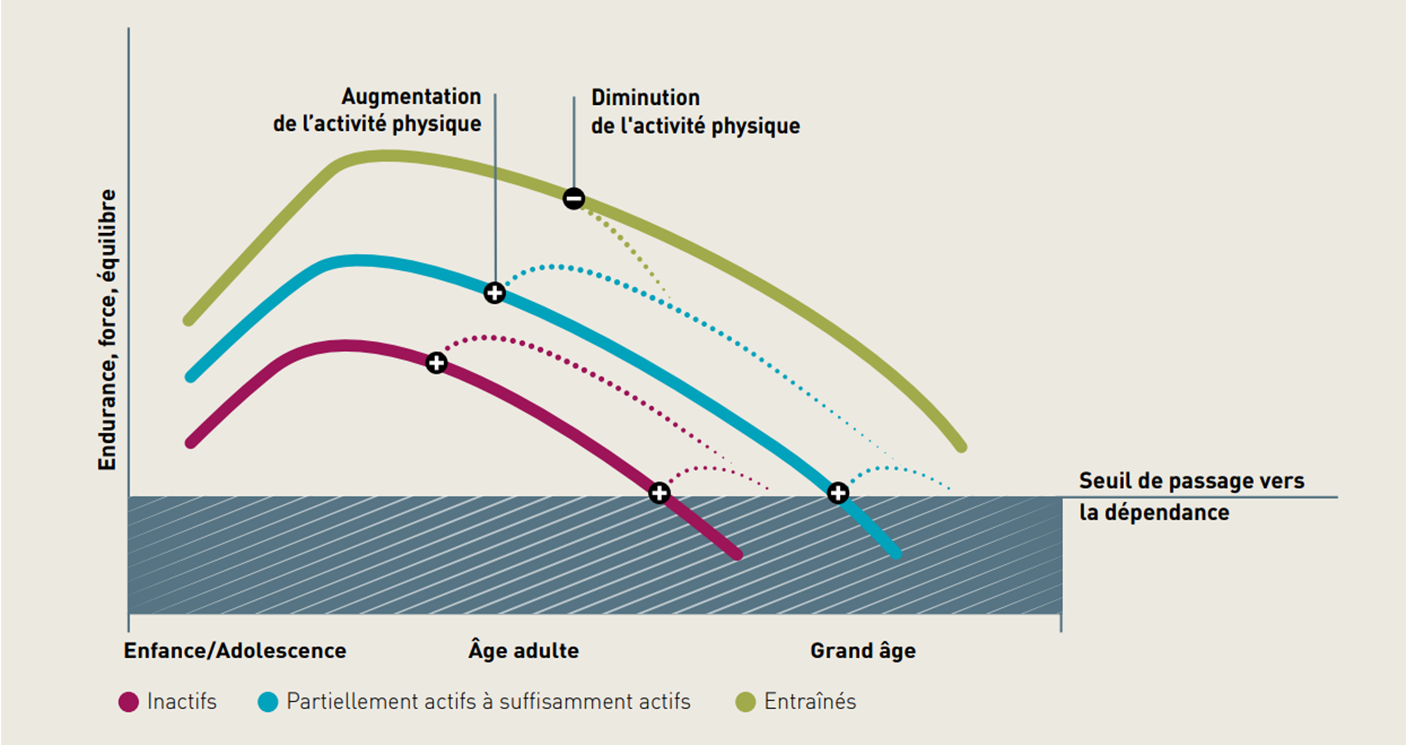 Augmentation
de l’activité physique
Diminution
de l'activité physique
Endurance, force, équilibre
Seuil de passage vers
la dépendance
Enfance/Adolescence
Âge adulte
Grand âge
Inactifs
Partiellement actifs à suffisamment actifs
Entraînés